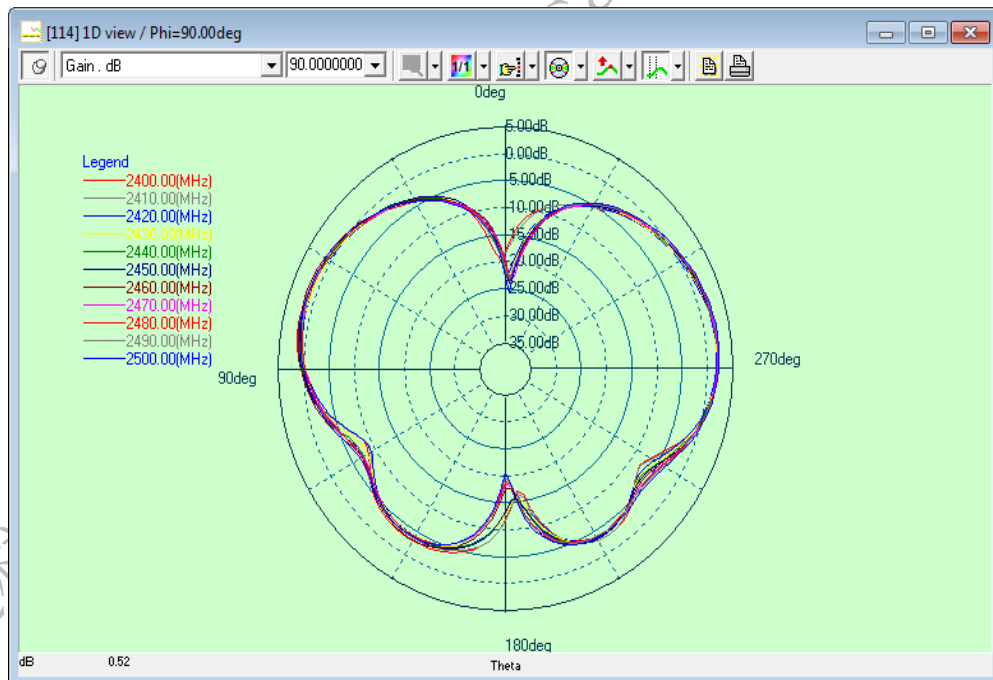 [114] 1D view / Phi=90.00deg
Gain . dB
90.0000000
1/1
0deg
5.00dB
0.00dB
5.00dB
10.00dB
15.00dB
20.00dB
25.00dB
30.00dB
35.00dB
Legend
2400.00(MHz)
2410.00(MHz)
2420.00(MHz)
2430.00(MHz)
2440.00(MHz)
2450.00(MHz)
2460.00(MHz)
2470.00(MHz)
2480.00(MHz)
2490.00(MHz)
2500.00(MHz)
90deg
270deg
180deg
dB 0.52
Theta